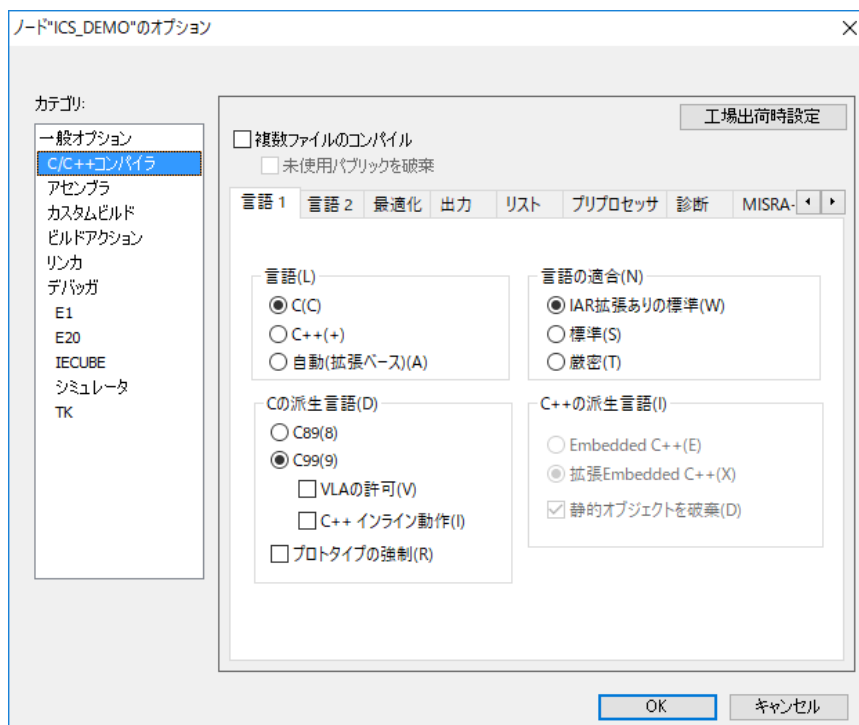 ノード"ICS_DEMO"のオプション
カテゴリ:
一般オプション
C/C++コンパイラ
アセンブラ
カスタムビルド
ビルドアクション
リンカ
デバッガ
E1
E20
IECUBE
シミュレータ
TK
工場出荷時設定
複数ファイルのコンパイル
未使用パブリックを破棄
言語 1 言語 2 最適化 出力 リスト プリプロセッサ 診断 MISRA-
言語(L)
C(C)
C++(+)
自動(拡張ベース)(A)
言語の適合(N)
IAR拡張ありの標準(W)
標準(S)
厳密(T)
Cの派生言語(D)
C89(8)
C99(9)
VLAの許可(V)
C++ インライン動作(I)
プロトタイプの強制(R)
C++の派生言語(I)
Embedded C++(E)
拡張Embedded C++(X)
静的オブジェクトを破棄(D)
OK キャンセル